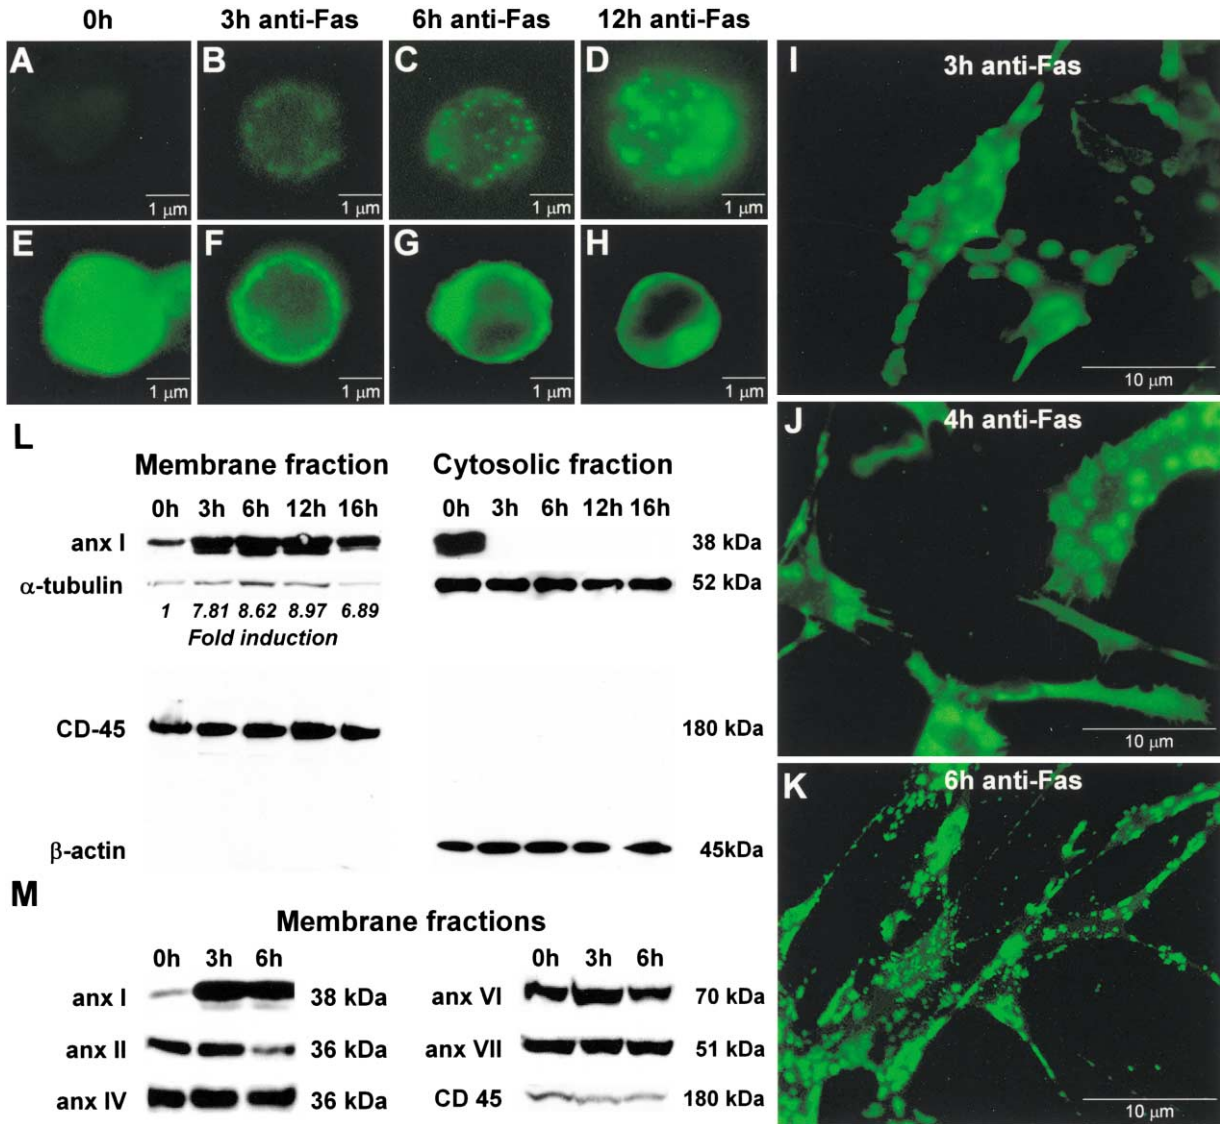 0h 3h anti-Fas 6h anti-Fas 12h anti-Fas
A B C D
1 μm 1 μm 1 μm 1 μm
E F G H
1 μm 1 μm 1 μm 1 μm
I 3h anti-Fas
10 μm
J 4h anti-Fas
10 μm
K 6h anti-Fas
10 μm
L
Membrane fraction Cytosolic fraction
0h 3h 6h 12h 16h 0h 3h 6h 12h 16h
anx I 38 kDa
α-tubulin 52 kDa
1 7.81 8.62 8.97 6.89
Fold induction
CD-45 180 kDa
β-actin 45kDa
M
Membrane fractions
0h 3h 6h 0h 3h 6h
anx I 38 kDa anx VI 70 kDa
anx II 36 kDa anx VII 51 kDa
anx IV 36 kDa CD 45 180 kDa